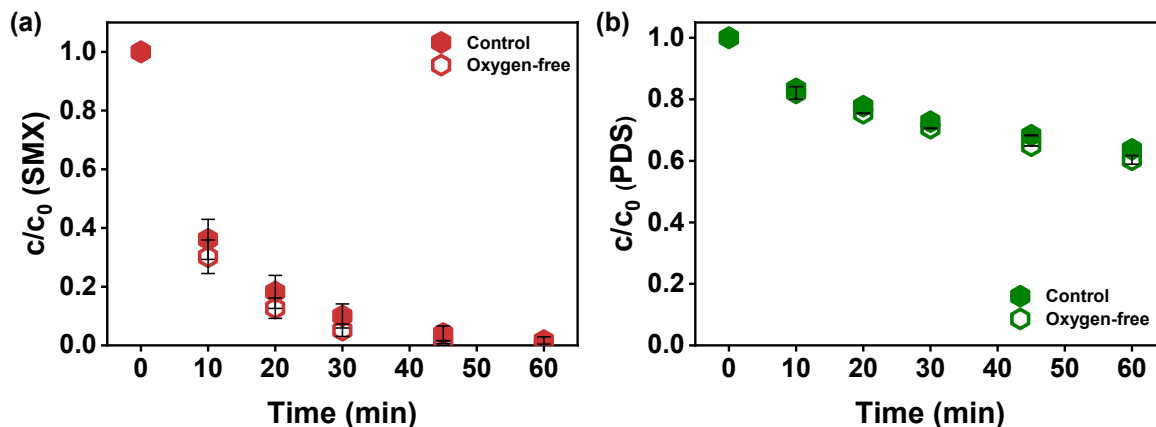 (a)
c/c₀ (SMX)
1.0
0.8
0.6
0.4
0.2
0.0
Control
Oxygen-free
0 10 20 30 40 50 60
Time (min)
(b)
c/c₀ (PDS)
1.0
0.8
0.6
0.4
0.2
0.0
Control
Oxygen-free
0 10 20 30 40 50 60
Time (min)